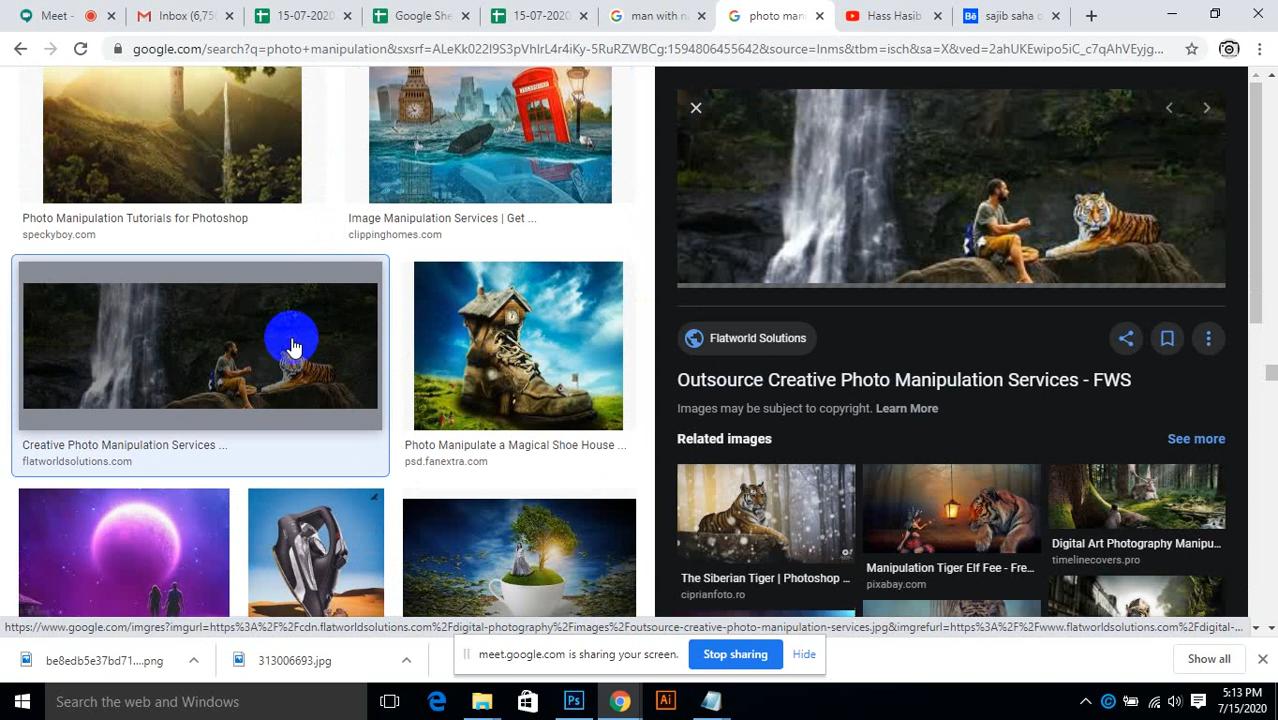 Meet -
Inbox (6,75
15-07-2020
Google She
15-07-2020
man with n
photo man
Hass Hasib
sajib saha o
google.com/search?q=photo+manipulation&sxsrf=ALeKk022I9S3pVhlrL4r4iKy-5RuRZWBCg:1594806455642&source=lnms&tbm=isch&sa=X&ved=2ahUKEwipo5iC_c7qAhVEyjg...
Photo Manipulation Tutorials for Photoshop
speckyboy.com
Image Manipulation Services | Get ...
clippinghomes.com
Creative Photo Manipulation Services ...
flatworldsolutions.com
Photo Manipulate a Magical Shoe House ...
psd.fanextra.com
Flatworld Solutions
Outsource Creative Photo Manipulation Services - FWS
Images may be subject to copyright. Learn More
Related images
See more
The Siberian Tiger | Photoshop ...
ciprianfoto.ro
Manipulation Tiger Elf Fee - Fre...
pixabay.com
Digital Art Photography Manipu...
timelinecovers.pro
https://www.google.com/imgres?imgurl=https%3A%2F%2Fcdn.flatworldsolutions.com%2Fdigital-photography%2Fimages%2Foutsource-creative-photo-manipulation-services.jpg&imgrefurl=https%3A%2F%2Fwww.flatworldsolutions.com%2Fdigital-...
be8edb5e37bd71....png
313006693.jpg
meet.google.com is sharing your screen.
Stop sharing
Hide
Show all
Search the web and Windows
Ps
Ai
5:13 PM
7/15/2020